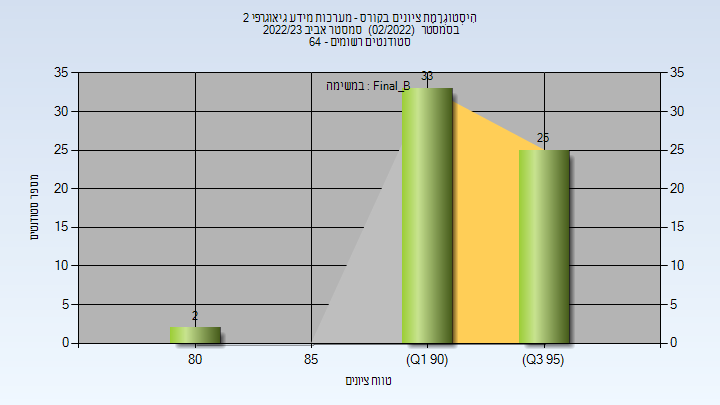 היסטוגרמת ציונים בקורס - מערכות מידע גיאוגרפי 2
בסמסטר (02/2022) סמסטר אביב 2022/23
סטודנטים רשומים - 64
במשימה : Final_B
35 35
30 30
25 25
20 20
15 15
10 10
5 5
0 0
33
25
2
80 85 (Q1 90) (Q3 95)
מספר סטודנטים
טווח ציונים